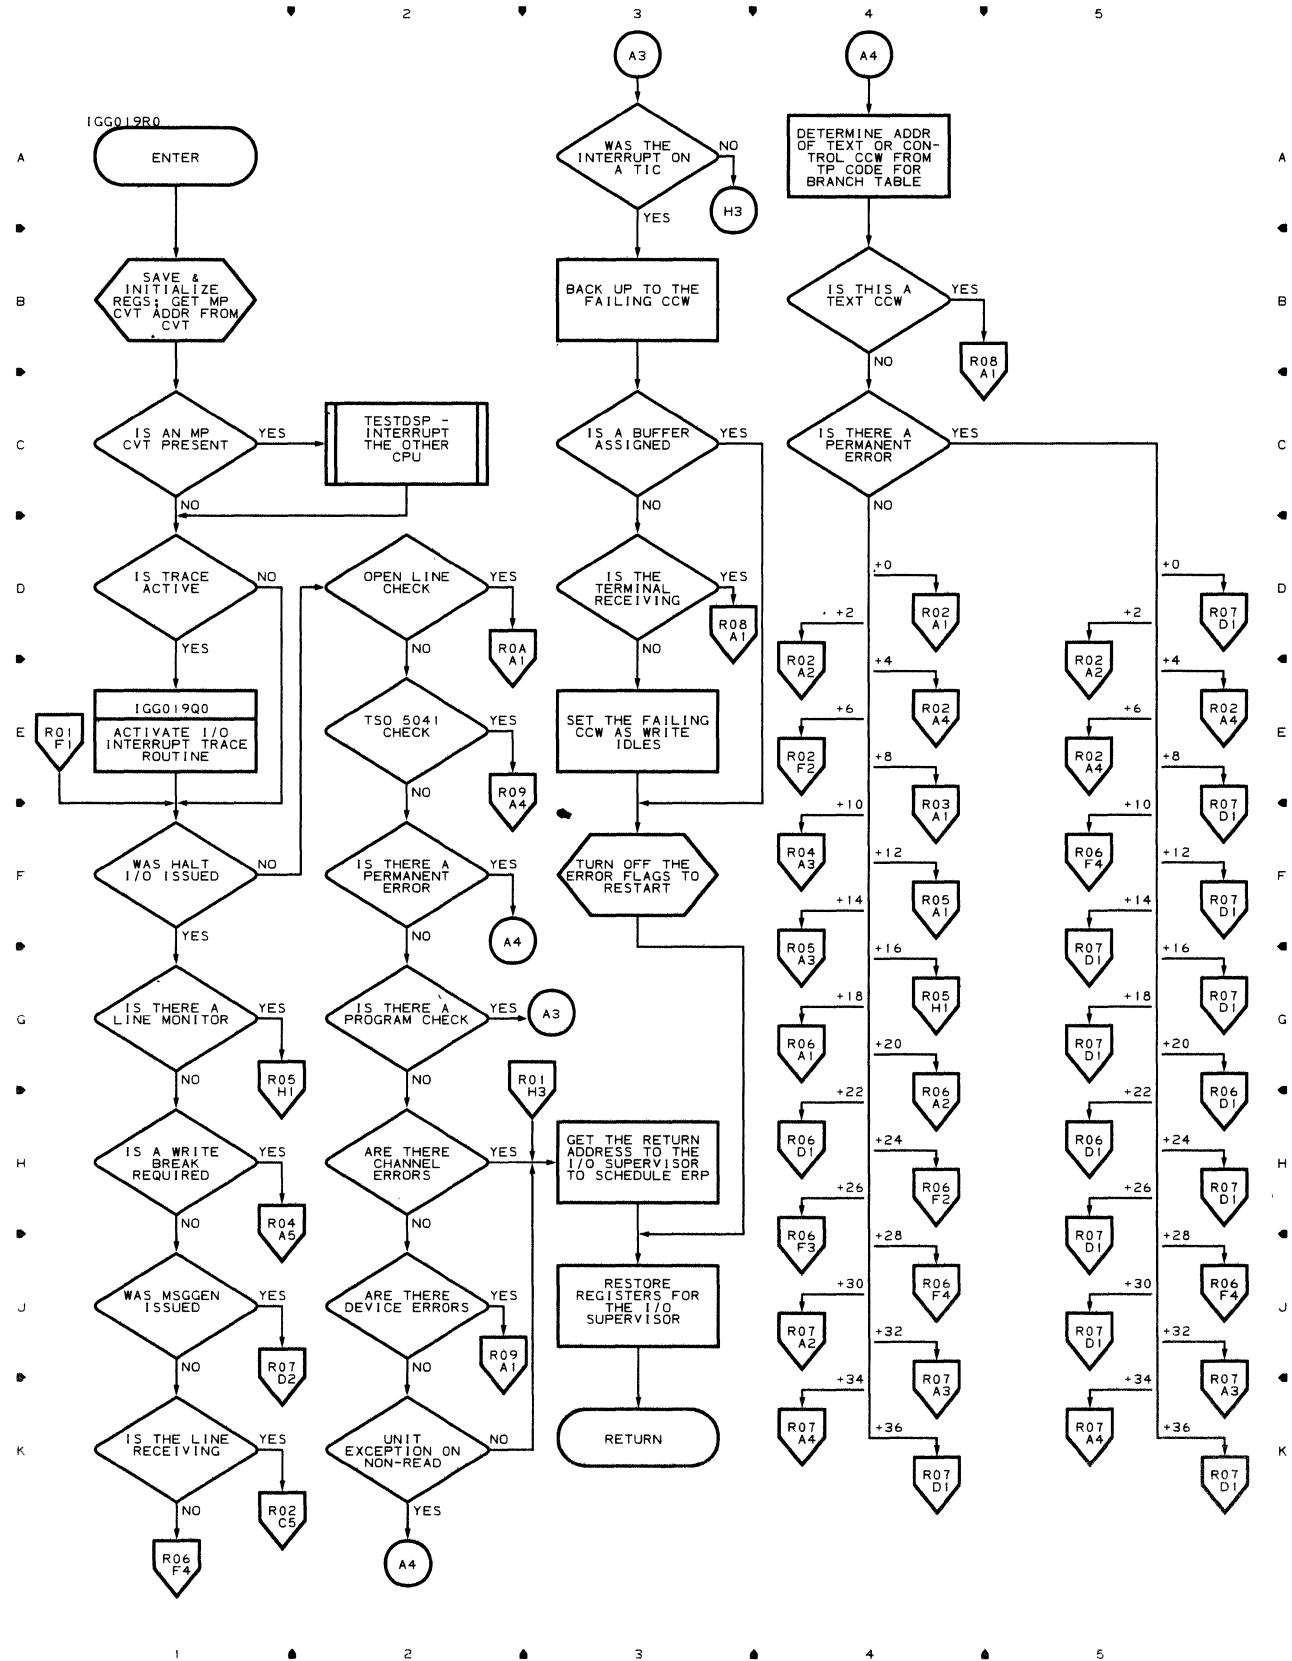 2 3 4 5
A3
A4
IGG019R0
A
ENTER
WAS THE
INTERRUPT ON
A TIC
NO
H3
YES
DETERMINE ADDR
OF TEXT OR CON-
TROL CCW FROM
TP CODE FOR
BRANCH TABLE
A
B
SAVE &
INITIALIZE
REGS; GET MP
CVT ADDR FROM
CVT
BACK UP TO THE
FAILING CCW
IS THIS A
TEXT CCW
YES
R08
A1
NO
B
C
IS AN MP
CVT PRESENT
YES
NO
TESTDSP -
INTERRUPT
THE OTHER
CPU
IS A BUFFER
ASSIGNED
YES
NO
IS THERE A
PERMANENT
ERROR
YES
NO
C
D
IS TRACE
ACTIVE
NO
YES
OPEN LINE
CHECK
YES
R0A
A1
NO
IS THE
TERMINAL
RECEIVING
YES
R08
A1
NO
D
E
R01
F1
IGG019Q0
ACTIVATE I/O
INTERRUPT TRACE
ROUTINE
TSO 5041
CHECK
YES
R09
A4
NO
SET THE FAILING
CCW AS WRITE
IDLES
E
F
WAS HALT
I/O ISSUED
NO
YES
IS THERE A
PERMANENT
ERROR
YES
A4
NO
TURN OFF THE
ERROR FLAGS TO
RESTART
F
G
IS THERE A
LINE MONITOR
YES
R05
H1
NO
IS THERE A
PROGRAM CHECK
YES
A3
NO
R01
H3
G
H
IS A WRITE
BREAK
REQUIRED
YES
R04
A5
NO
ARE THERE
CHANNEL
ERRORS
YES
NO
GET THE RETURN
ADDRESS TO THE
I/O SUPERVISOR
TO SCHEDULE ERP
H
J
WAS MSGGEN
ISSUED
YES
R07
D2
NO
ARE THERE
DEVICE ERRORS
YES
R09
A1
NO
RESTORE
REGISTERS FOR
THE I/O
SUPERVISOR
J
K
IS THE LINE
RECEIVING
YES
R02
C5
NO
R06
F4
UNIT
EXCEPTION ON
NON-READ
NO
YES
A4
RETURN
K
+0
R02
A1
+2
R02
A2
+4
R02
A4
+6
R02
F2
+8
R03
A1
+10
R04
A3
+12
R05
A1
+14
R05
A3
+16
R05
H1
+18
R06
A1
+20
R06
A2
+22
R06
D1
+24
R06
F2
+26
R06
F3
+28
R06
F4
+30
R07
A2
+32
R07
A3
+34
R07
A4
+36
R07
D1
+0
R07
D1
+2
R02
A2
+4
R02
A4
+6
R02
A4
+8
R07
D1
+10
R06
F4
+12
R07
D1
+14
R07
D1
+16
R07
D1
+18
R07
D1
+20
R06
D1
+22
R06
D1
+24
R07
D1
+26
R07
D1
+28
R06
F4
+30
R07
D1
+32
R07
A3
+34
R07
A4
+36
R07
D1
1 2 3 4 5